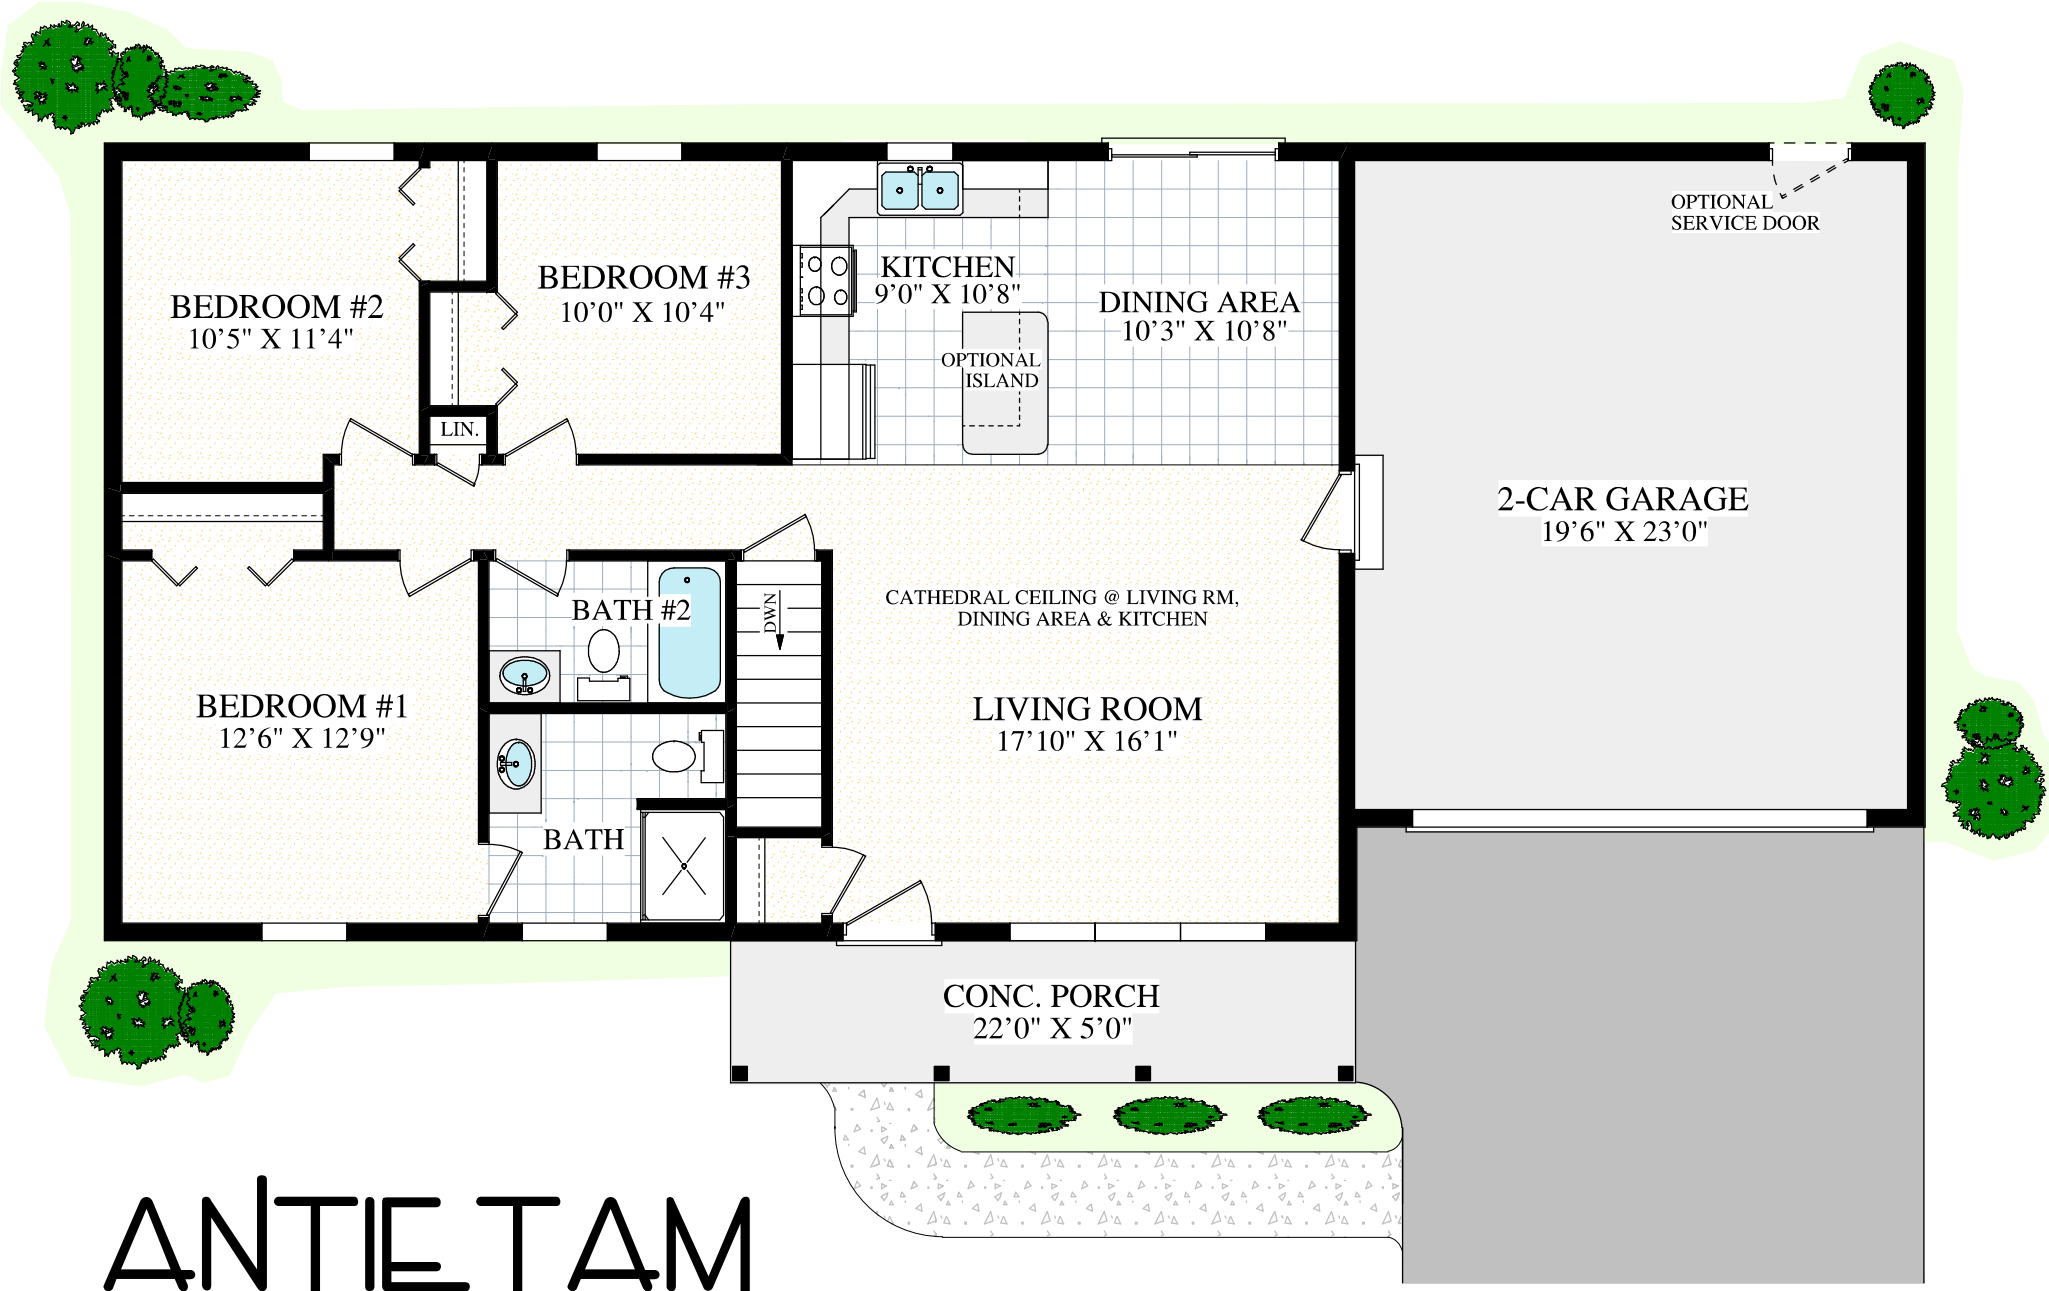 OPTIONAL
SERVICE DOOR
BEDROOM #2
10'5" X 11'4"
BEDROOM #3
10'0" X 10'4"
KITCHEN
9'0" X 10'8"
DINING AREA
10'3" X 10'8"
OPTIONAL
ISLAND
LIN.
2-CAR GARAGE
19'6" X 23'0"
CATHEDRAL CEILING @ LIVING RM,
DINING AREA & KITCHEN
BATH #2
DWN
BEDROOM #1
12'6" X 12'9"
LIVING ROOM
17'10" X 16'1"
BATH
CONC. PORCH
22'0" X 5'0"
ANTIETAM